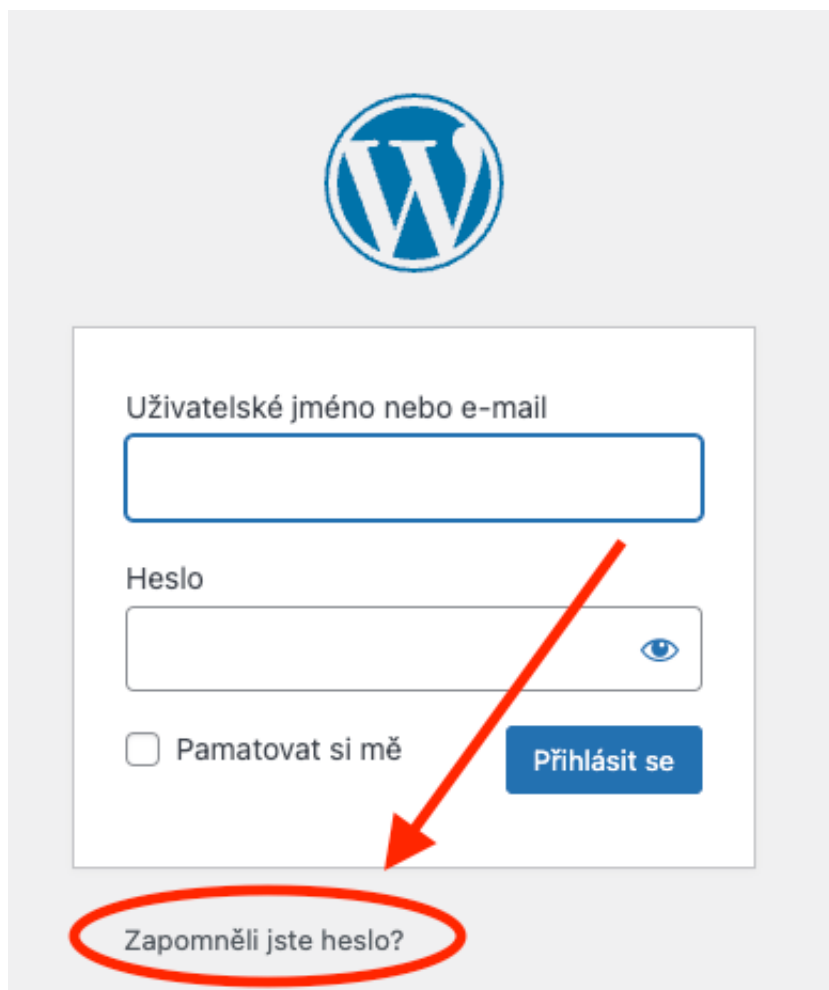 Uživatelské jméno nebo e-mail
Heslo
Pamatovat si mě
Přihlásit se
Zapomněli jste heslo?